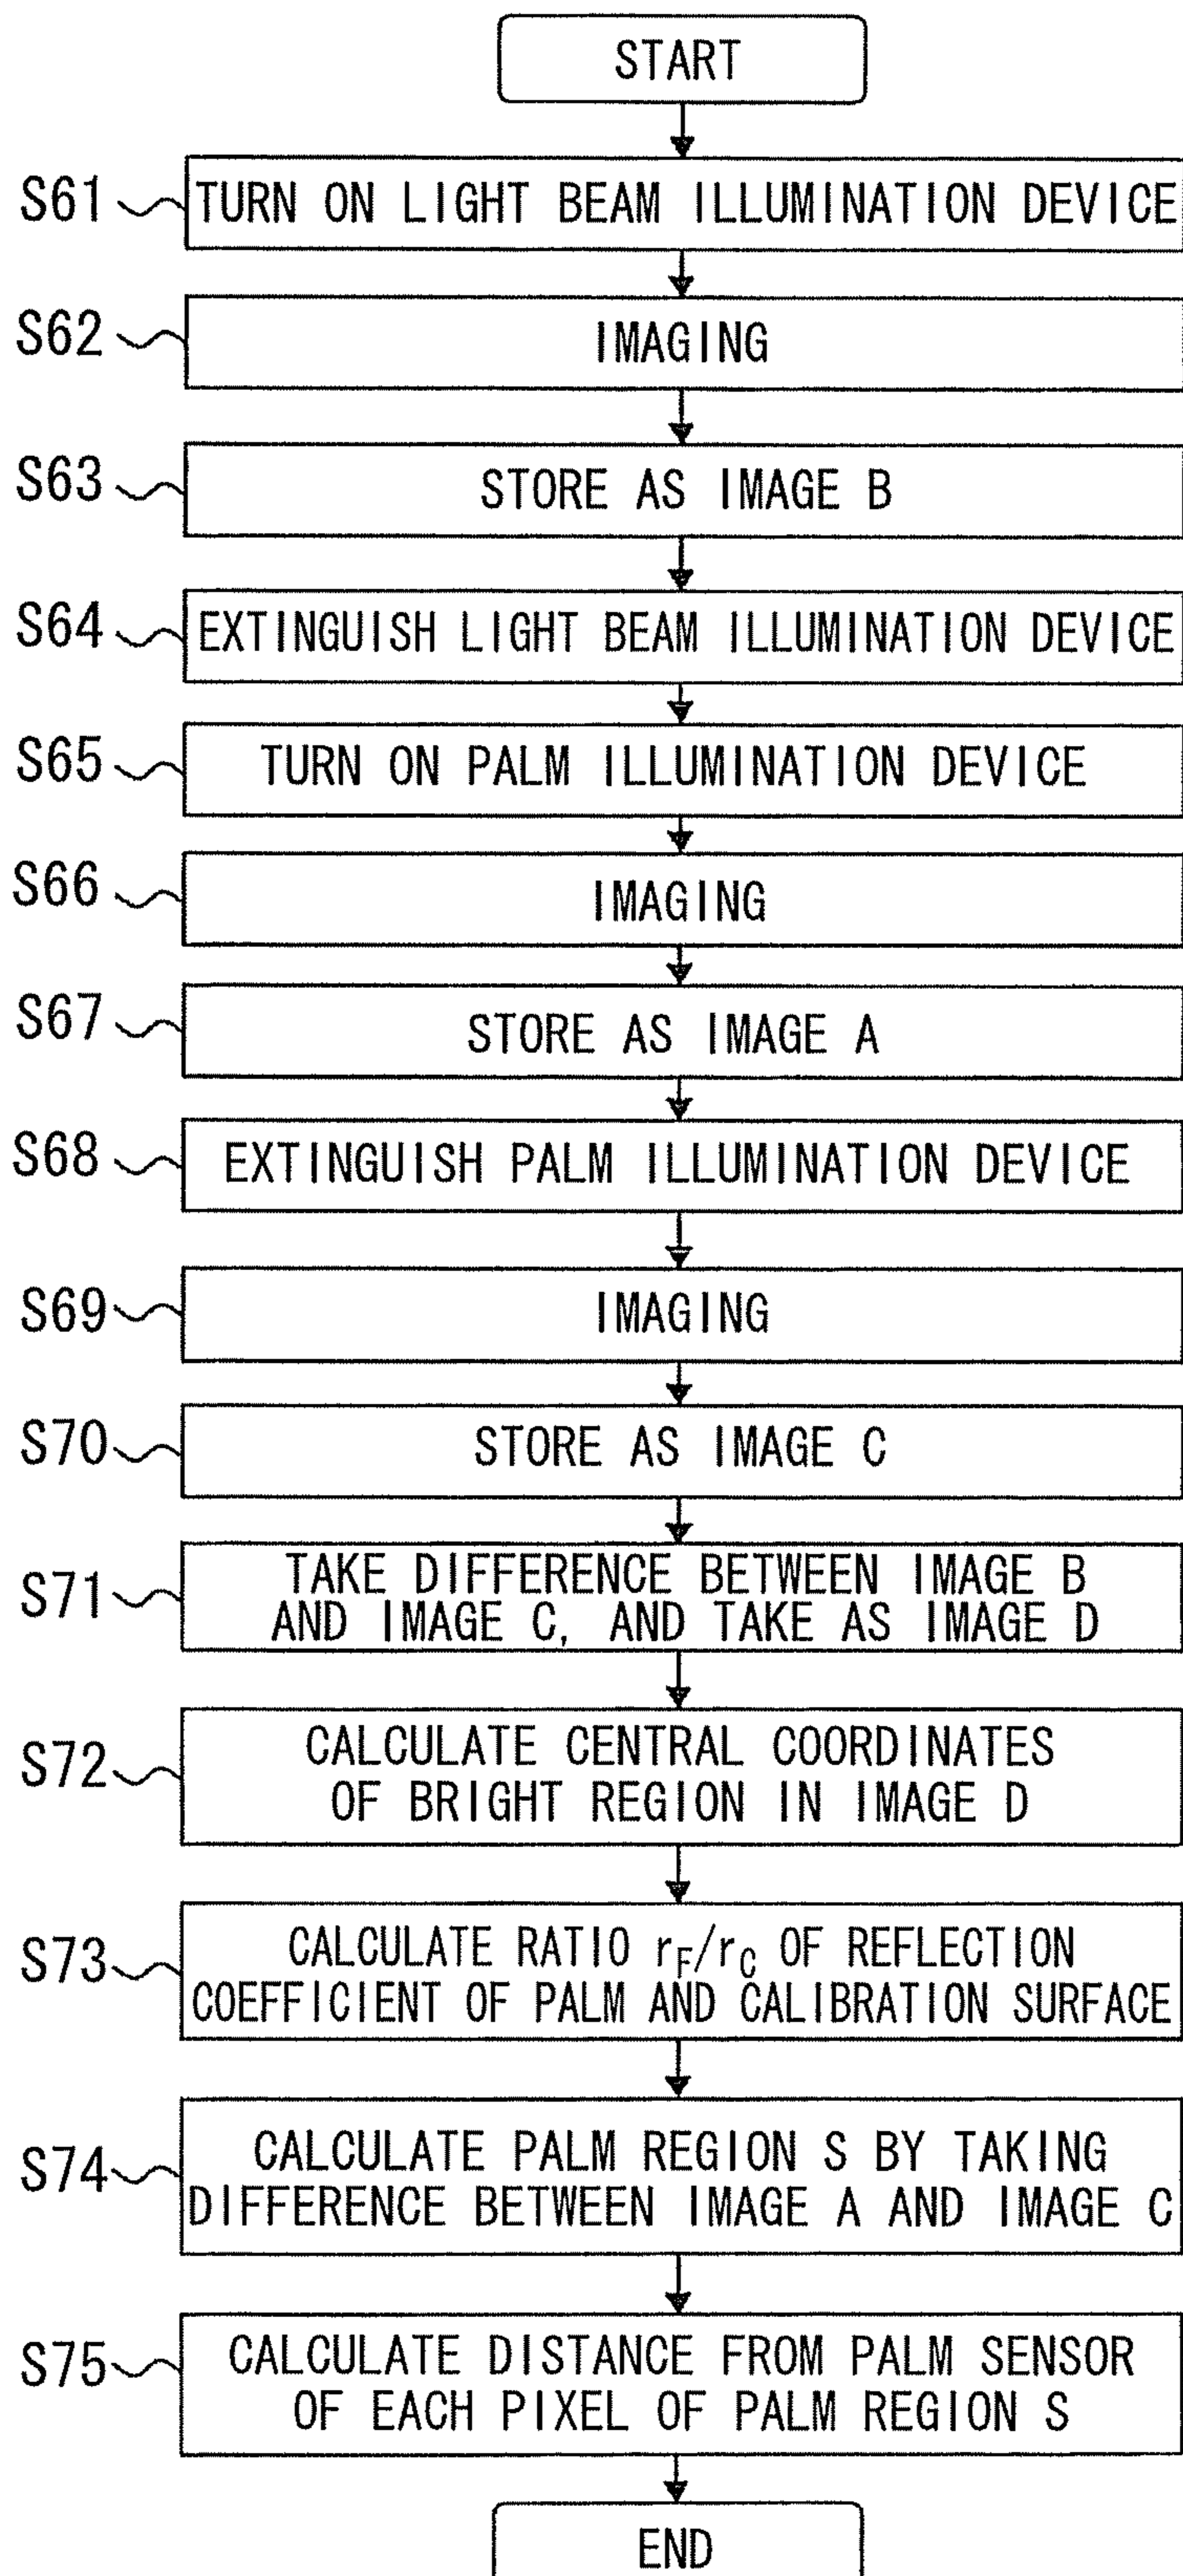 START
S61 TURN ON LIGHT BEAM ILLUMINATION DEVICE
S62 IMAGING
S63 STORE AS IMAGE B
S64 EXTINGUISH LIGHT BEAM ILLUMINATION DEVICE
S65 TURN ON PALM ILLUMINATION DEVICE
S66 IMAGING
S67 STORE AS IMAGE A
S68 EXTINGUISH PALM ILLUMINATION DEVICE
S69 IMAGING
S70 STORE AS IMAGE C
S71 TAKE DIFFERENCE BETWEEN IMAGE B
AND IMAGE C, AND TAKE AS IMAGE D
S72 CALCULATE CENTRAL COORDINATES
OF BRIGHT REGION IN IMAGE D
S73 CALCULATE RATIO rF/rC OF REFLECTION
COEFFICIENT OF PALM AND CALIBRATION SURFACE
S74 CALCULATE PALM REGION S BY TAKING
DIFFERENCE BETWEEN IMAGE A AND IMAGE C
S75 CALCULATE DISTANCE FROM PALM SENSOR
OF EACH PIXEL OF PALM REGION S
END